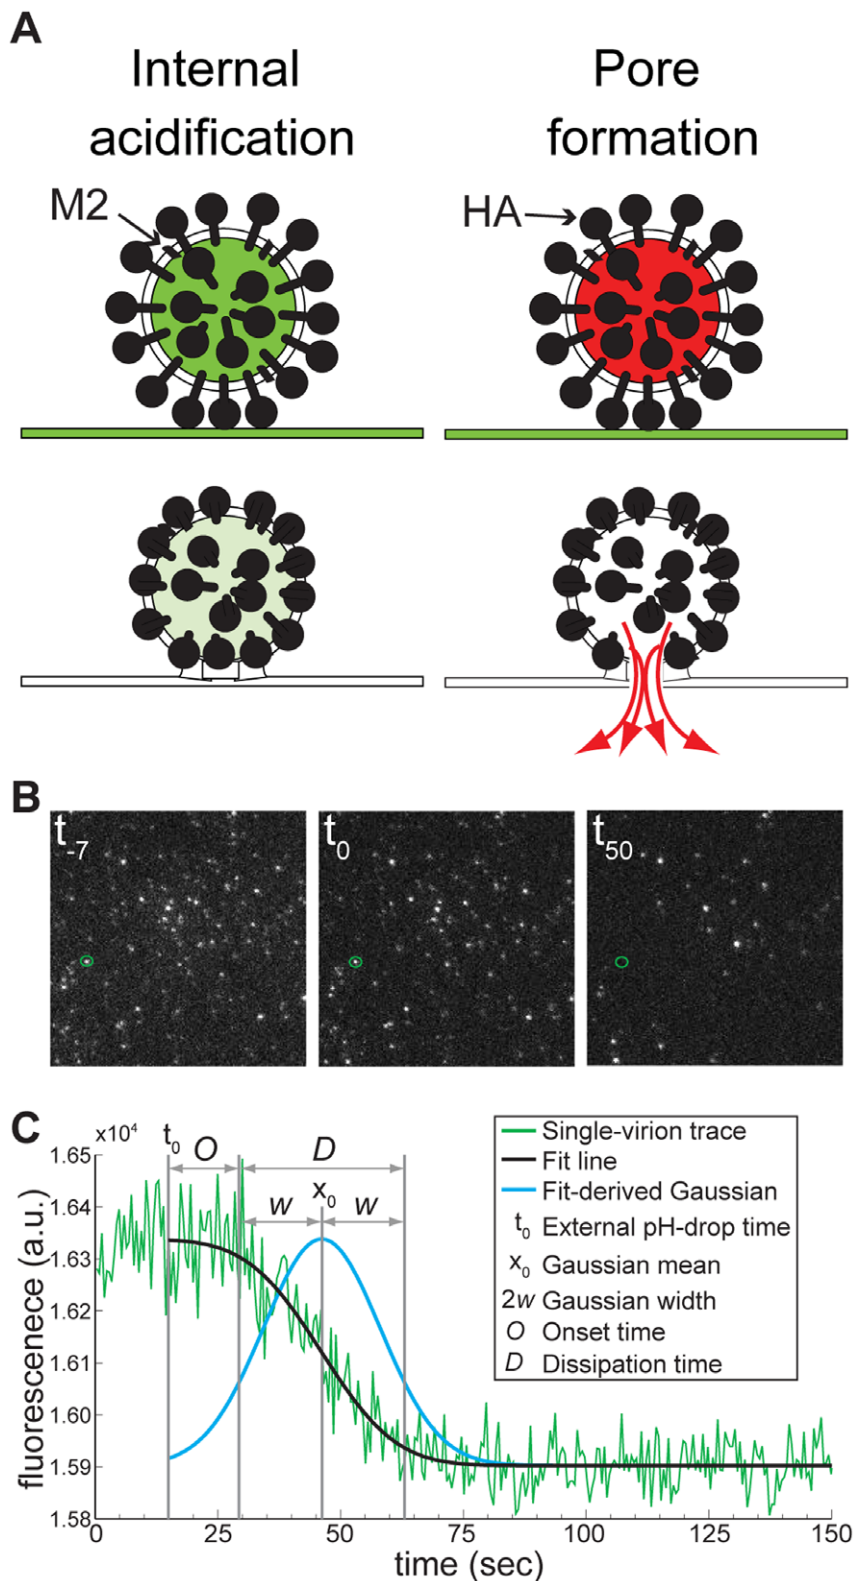 A
Internal
acidification
Pore
formation
M2
HA
B
t-7
t0
t50
C
x10⁴
t0
O
D
w
x0
w
1.65
1.64
1.63
1.62
1.61
1.60
1.59
1.58
fluorescenece (a.u.)
0
25
50
75
100
125
150
time (sec)
Single-virion trace
Fit line
Fit-derived Gaussian
t0 External pH-drop time
x0 Gaussian mean
2w Gaussian width
O Onset time
D Dissipation time